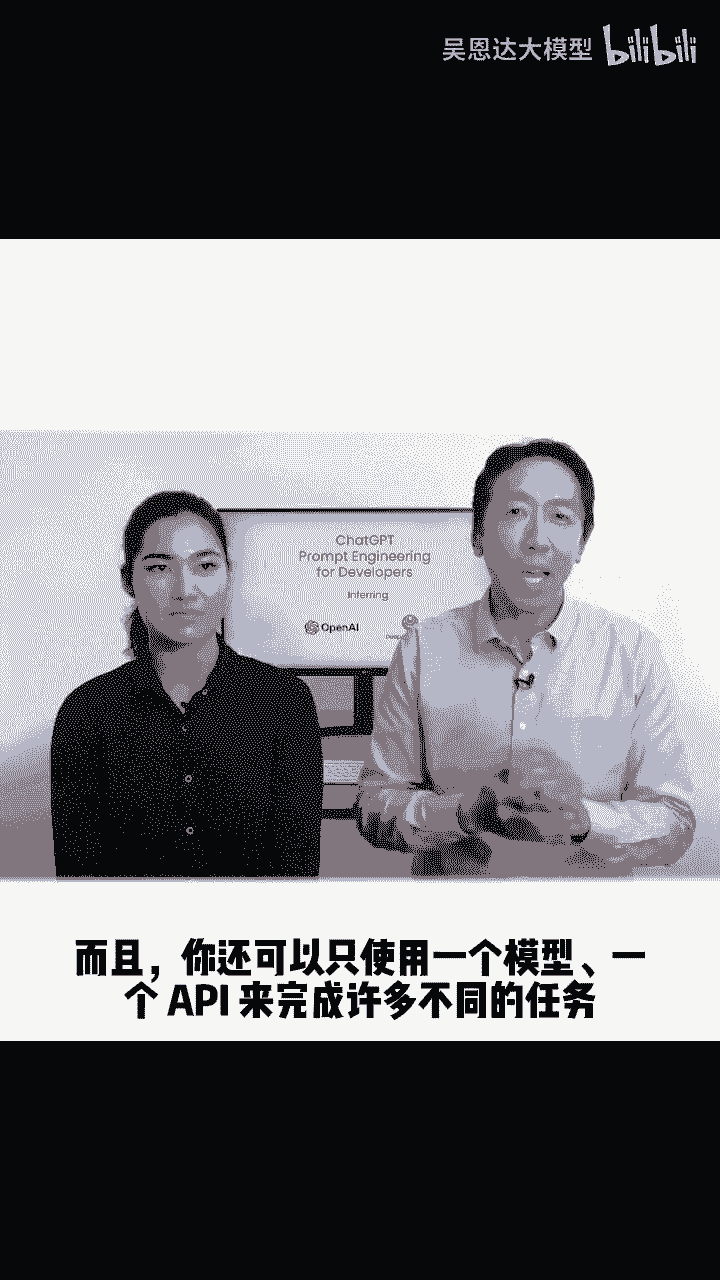 吴恩达大模型 bilibili
ChatGPT
Prompt Engineering
for Developers
Inferring
OpenAI
而且，你还可以只使用一个模型、一
个 API 来完成许多不同的任务